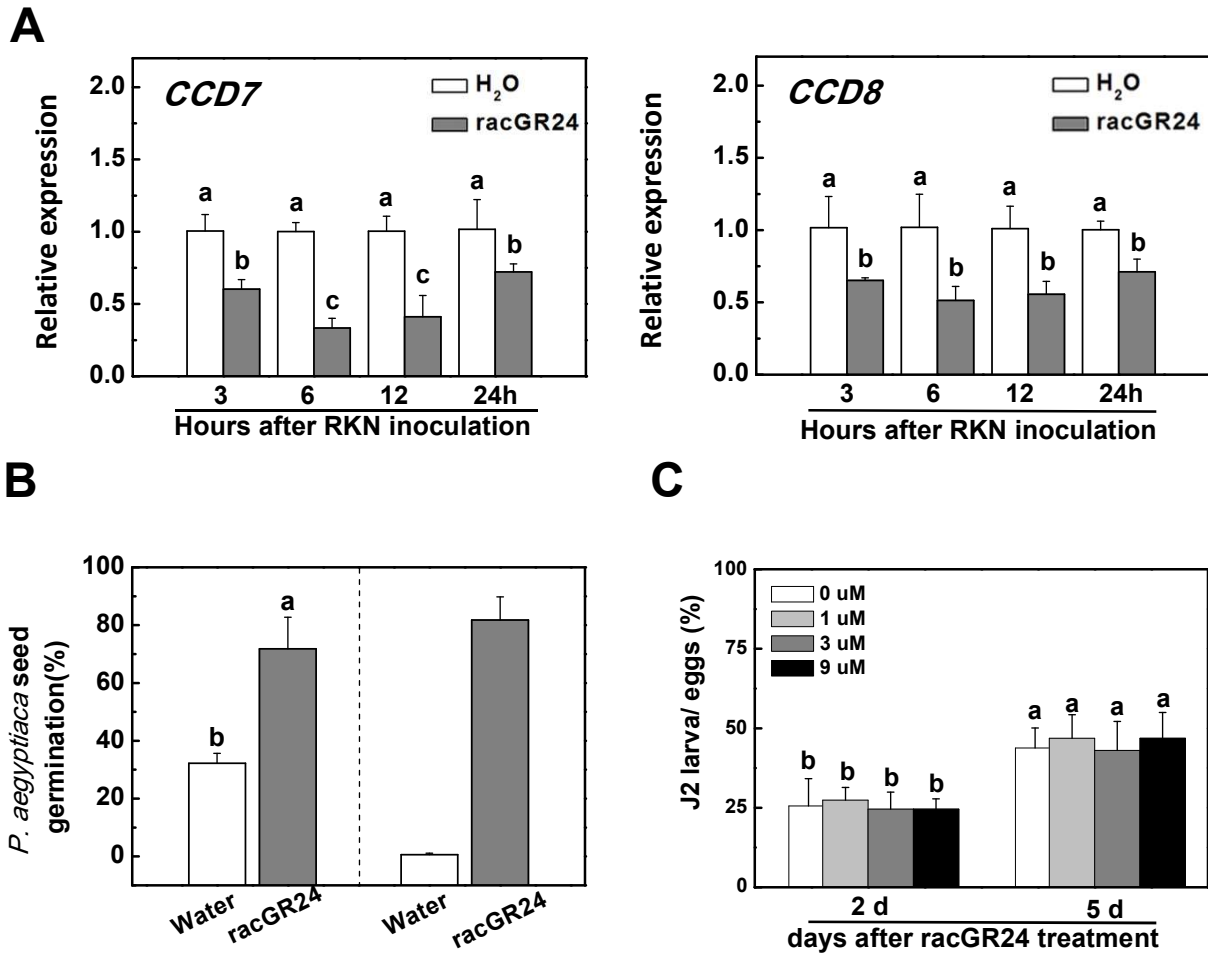 A
CCD7
H₂O
racGR24
2.0
1.5
1.0
0.5
0.0
Relative expression
a
b
a
c
a
c
a
b
3 6 12 24h
Hours after RKN inoculation
CCD8
H₂O
racGR24
2.0
1.5
1.0
0.5
0.0
Relative expression
a
b
a
b
a
b
a
b
3 6 12 24h
Hours after RKN inoculation
B
100
80
60
40
20
0
P. aegyptiaca seed
germination(%)
b
a
Water racGR24 Water racGR24
C
100
75
50
25
0
J2 larva/ eggs (%)
0 uM
1 uM
3 uM
9 uM
b b b b
a a a a
2 d 5 d
days after racGR24 treatment